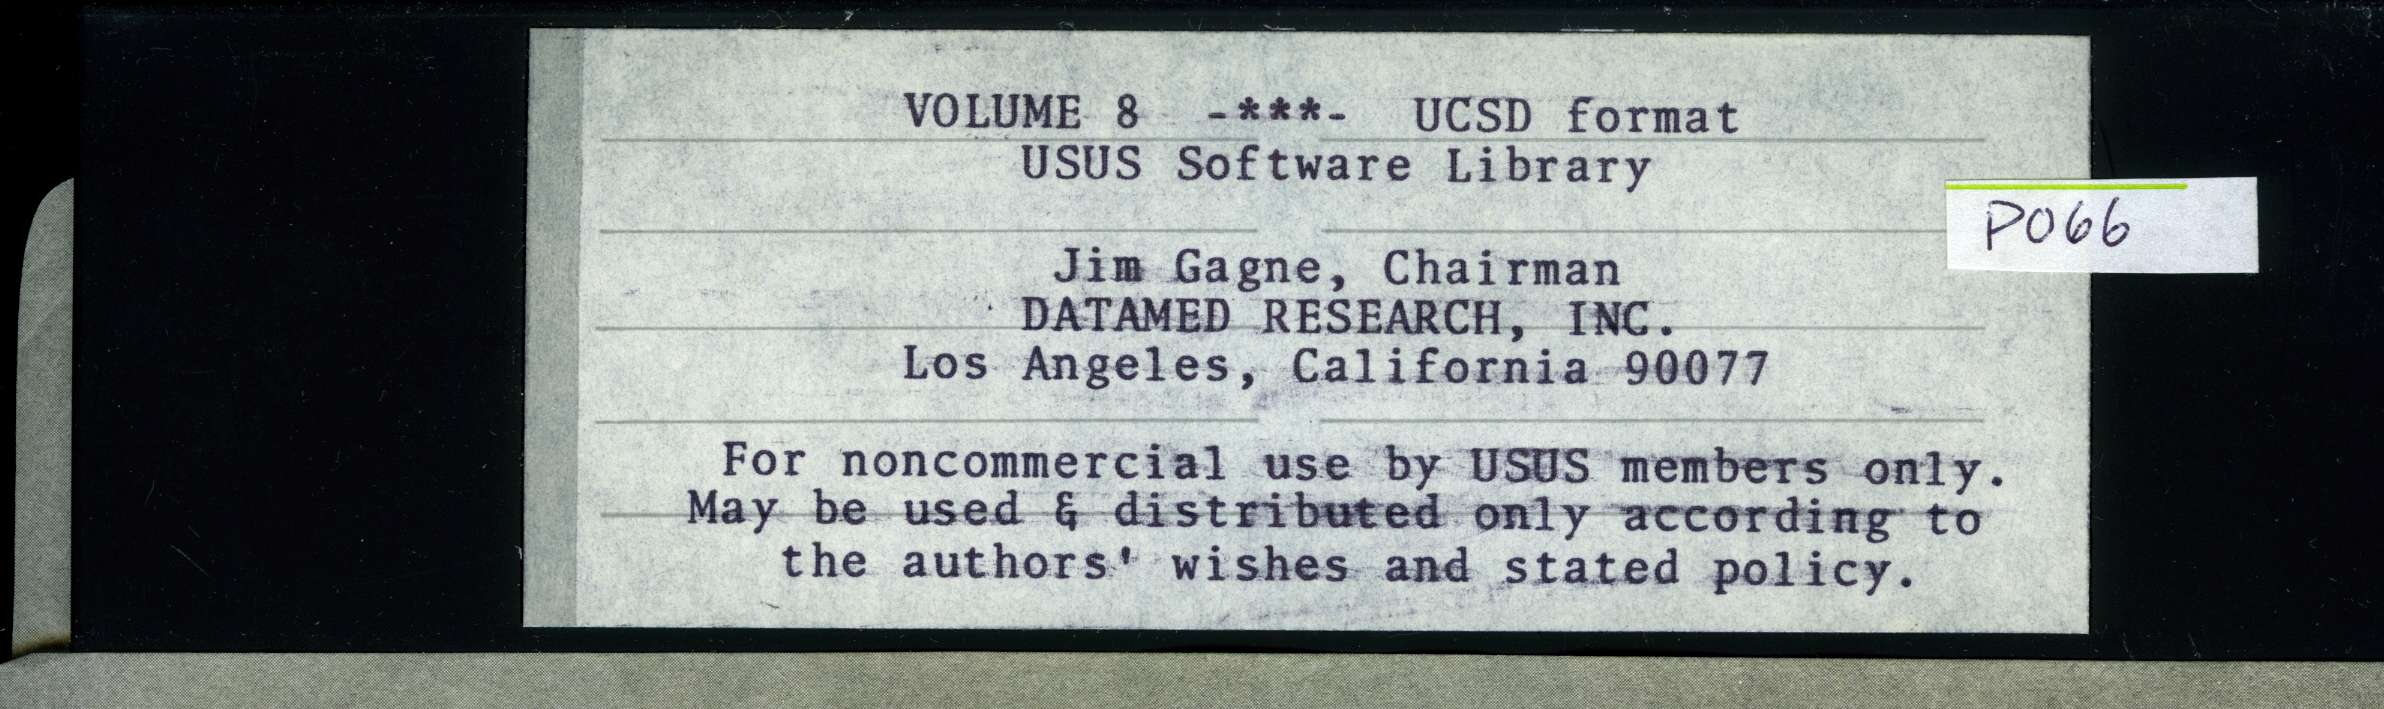 VOLUME 8 -***- UCSD format
USUS Software Library
P066
Jim Gagne, Chairman
DATAMED RESEARCH, INC.
Los Angeles, California 90077
For noncommercial use by USUS members only.
May be used & distributed only according to
the authors' wishes and stated policy.